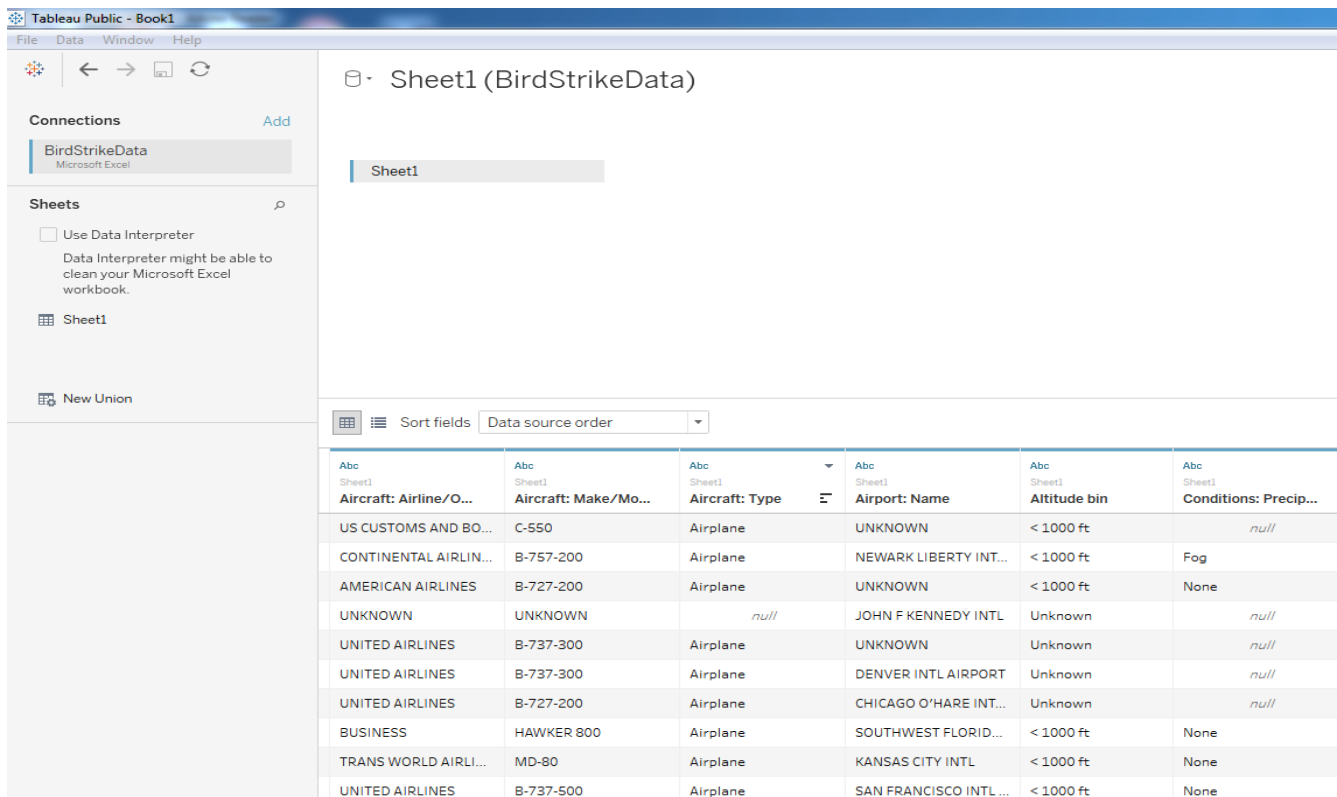 Tableau Public - Book1
File Data Window Help
Connections Add
BirdStrikeData
Microsoft Excel
Sheets
Use Data Interpreter
Data Interpreter might be able to
clean your Microsoft Excel
workbook.
Sheet1
New Union
Sheet1 (BirdStrikeData)
Sheet1
Sort fields Data source order
Abc Abc Abc Abc Abc Abc
Sheet1 Sheet1 Sheet1 Sheet1 Sheet1 Sheet1
Aircraft: Airline/O... Aircraft: Make/Mo... Aircraft: Type Airport: Name Altitude bin Conditions: Precip...
US CUSTOMS AND BO... C-550 Airplane UNKNOWN < 1000 ft null
CONTINENTAL AIRLIN... B-757-200 Airplane NEWARK LIBERTY INT... < 1000 ft Fog
AMERICAN AIRLINES B-727-200 Airplane UNKNOWN < 1000 ft None
UNKNOWN UNKNOWN null JOHN F KENNEDY INTL Unknown null
UNITED AIRLINES B-737-300 Airplane UNKNOWN Unknown null
UNITED AIRLINES B-737-300 Airplane DENVER INTL AIRPORT Unknown null
UNITED AIRLINES B-727-200 Airplane CHICAGO O'HARE INT... Unknown null
BUSINESS HAWKER 800 Airplane SOUTHWEST FLORID... < 1000 ft None
TRANS WORLD AIRLI... MD-80 Airplane KANSAS CITY INTL < 1000 ft None
UNITED AIRLINES B-737-500 Airplane SAN FRANCISCO INTL ... < 1000 ft None